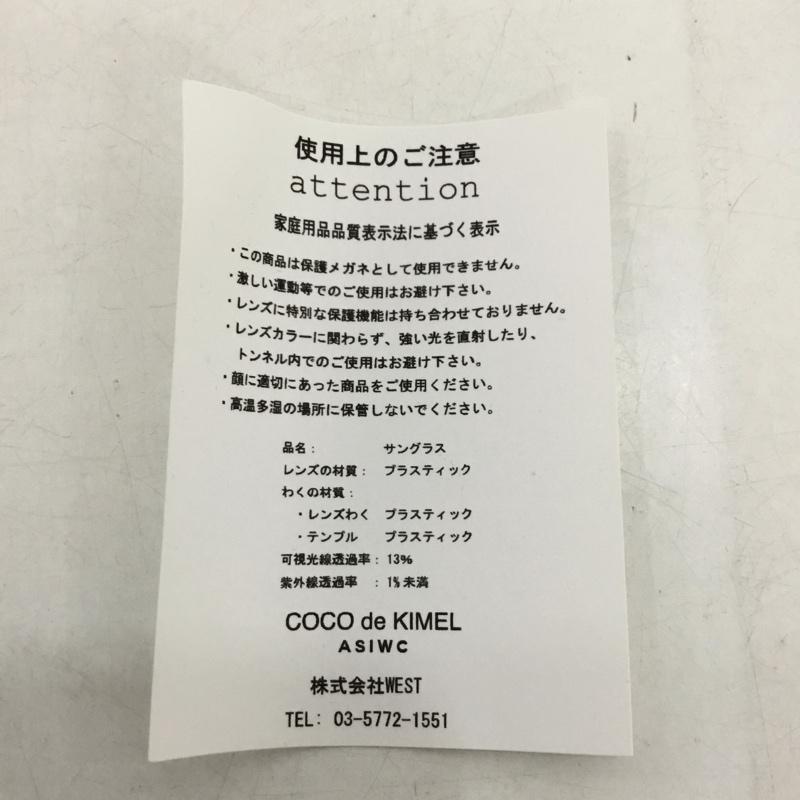 使用上のご注意
attention
家庭用品品質表示法に基づく表示
・この商品は保護メガネとして使用できません。
・激しい運動等でのご使用はお避け下さい。
・レンズに特別な保護機能は持ち合わせておりません。
・レンズカラーに関わらず、強い光を直射したり、
トンネル内でのご使用はお避け下さい。
・顔に適切にあった商品をご使用ください。
・高温多湿の場所に保管しないでください。
品名： サングラス
レンズの材質： プラスティック
わくの材質：
・レンズわく プラスティック
・テンプル プラスティック
可視光線透過率：13%
紫外線透過率 ：1%未満
COCO de KIMEL
ASIWC
株式会社WEST
TEL: 03-5772-1551